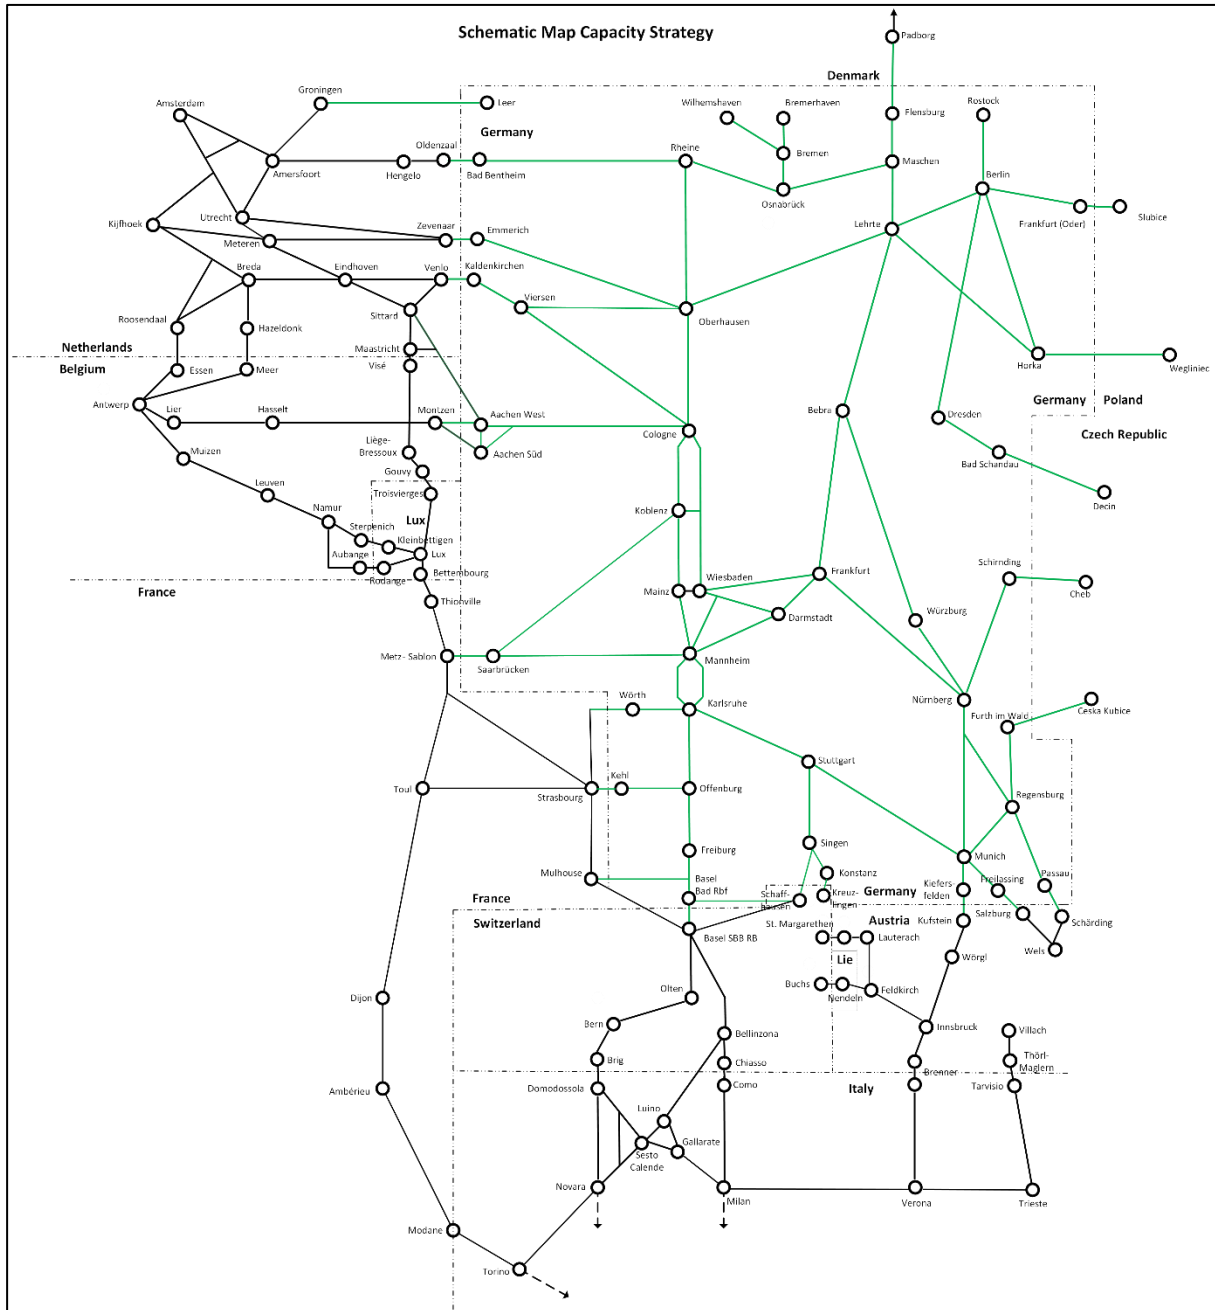 Schematic Map Capacity Strategy
Padborg
Denmark
Groningen
Amsterdam
Leer
Wilhemshaven
Bremerhaven
Flensburg
Rostock
Germany
Oldenzaal
Hengelo
Bad Bentheim
Amersfoort
Rheine
Bremen
Maschen
Osnabrück
Berlin
Frankfurt (Oder)
Slubice
Kijfhoek
Utrecht
Meteren
Zevenaar
Emmerich
Lehrte
Breda
Eindhoven
Venlo
Kaldenkirchen
Viersen
Oberhausen
Roosendaal
Hazeldonk
Sittard
Netherlands
Belgium
Maastricht
Visé
Essen
Meer
Horka
Wegliniec
Germany
Poland
Czech Republic
Antwerp
Lier
Hasselt
Montzen
Aachen West
Cologne
Bebra
Dresden
Aachen Süd
Bad Schandau
Decin
Muizen
Liège-
Bressoux
Gouvy
Leuven
Troisvierges
Namur
Lux
Koblenz
Sterpenich
Kleinbettigen
Aubange
Lux
Rodange
Bettembourg
France
Thionville
Mainz
Wiesbaden
Frankfurt
Darmstadt
Würzburg
Schirnding
Cheb
Metz- Sablon
Saarbrücken
Mannheim
Wörth
Karlsruhe
Nürnberg
Furth im Wald
Ceska Kubice
Stuttgart
Toul
Strasbourg
Kehl
Offenburg
Regensburg
Freiburg
Singen
Munich
Mulhouse
Basel
Bad Rbf
Konstanz
Schaff-
hausen
Kreuz-
lingen
Germany
Kiefers-
felden
Freilassing
Passau
France
Switzerland
Basel SBB RB
St. Margarethen
Austria
Lauterach
Kufstein
Salzburg
Schärding
Wels
Lie
Wörgl
Buchs
Nendeln
Feldkirch
Dijon
Olten
Bern
Brig
Bellinzona
Chiasso
Innsbruck
Villach
Thörl-
Maglern
Brenner
Ambérieu
Domodossola
Como
Italy
Tarvisio
Luino
Gallarate
Sesto
Calende
Novara
Milan
Verona
Trieste
Modane
Torino